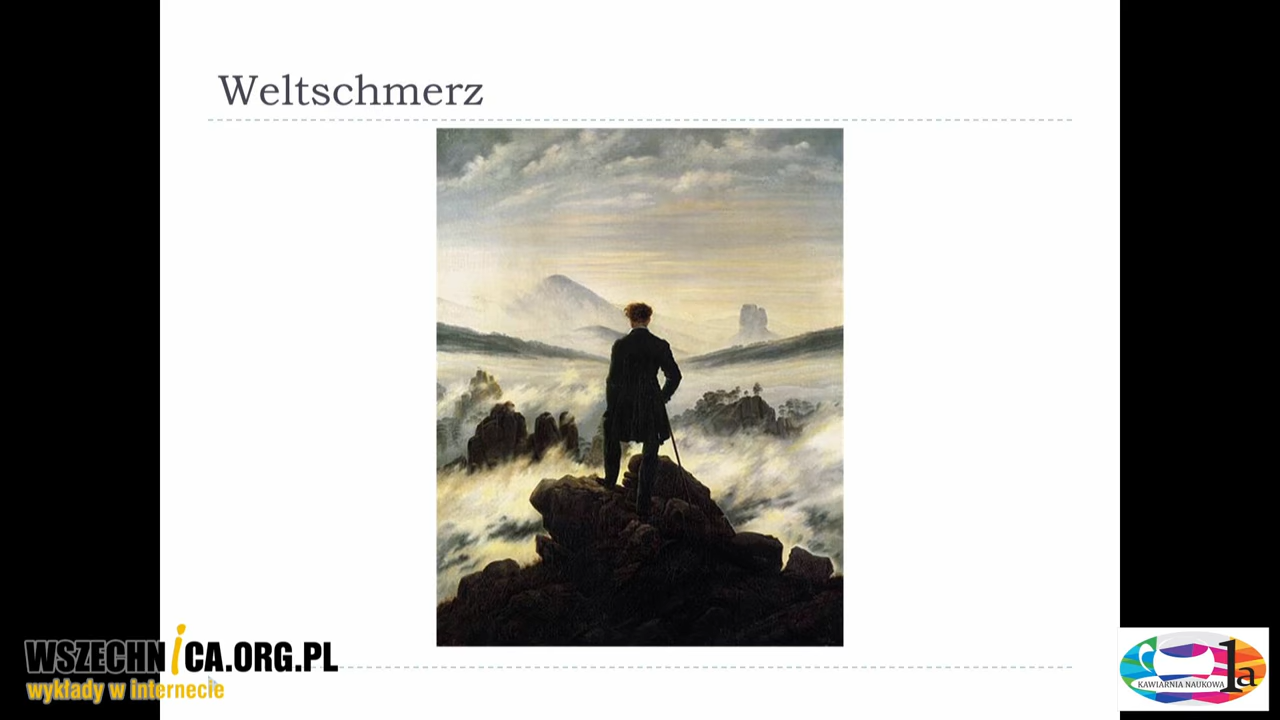 Weltschmerz
WSZECHNiCA.ORG.PL
wykłady w internecie
KAWIARNIA NAUKOWA 1a